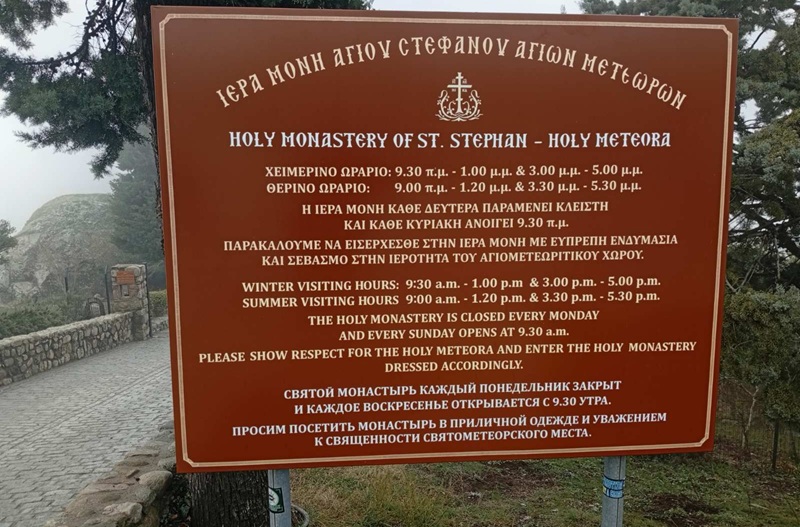 ΙΕΡΑ ΜΟΝΗ ΑΓΙΟΥ ΣΤΕΦΑΝΟΥ ΑΓΙΩΝ ΜΕΤΕΩΡΩΝ
HOLY MONASTERY OF ST. STEPHAN – HOLY METEORA
ΧΕΙΜΕΡΙΝΟ ΩΡΑΡΙΟ: 9.30 π.μ. - 1.00 μ.μ. & 3.00 μ.μ. - 5.00 μ.μ.
ΘΕΡΙΝΟ ΩΡΑΡΙΟ: 9.00 π.μ. - 1.20 μ.μ. & 3.30 μ.μ. - 5.30 μ.μ.
Η ΙΕΡΑ ΜΟΝΗ ΚΑΘΕ ΔΕΥΤΕΡΑ ΠΑΡΑΜΕΝΕΙ ΚΛΕΙΣΤΗ
ΚΑΙ ΚΑΘΕ ΚΥΡΙΑΚΗ ΑΝΟΙΓΕΙ 9.30 π.μ.
ΠΑΡΑΚΑΛΟΥΜΕ ΝΑ ΕΙΣΕΡΧΕΣΘΕ ΣΤΗΝ ΙΕΡΑ ΜΟΝΗ ΜΕ ΕΥΠΡΕΠΗ ΕΝΔΥΜΑΣΙΑ
ΚΑΙ ΣΕΒΑΣΜΟ ΣΤΗΝ ΙΕΡΟΤΗΤΑ ΤΟΥ ΑΓΙΟΜΕΤΕΩΡΙΤΙΚΟΥ ΧΩΡΟΥ.
WINTER VISITING HOURS: 9:30 a.m. - 1.00 p.m & 3.00 p.m. - 5.00 p.m.
SUMMER VISITING HOURS 9:00 a.m. - 1.20 p.m. & 3.30 p.m. - 5.30 p.m.
THE HOLY MONASTERY IS CLOSED EVERY MONDAY
AND EVERY SUNDAY OPENS AT 9.30 a.m.
PLEASE SHOW RESPECT FOR THE HOLY METEORA AND ENTER THE HOLY MONASTERY
DRESSED ACCORDINGLY.
СВЯТОЙ МОНАСТЫРЬ КАЖДЫЙ ПОНЕДЕЛЬНИК ЗАКРЫТ
И КАЖДОЕ ВОСКРЕСЕНЬЕ ОТКРЫВАЕТСЯ С 9.30 УТРА.
ПРОСИМ ПОСЕТИТЬ МОНАСТЫРЬ В ПРИЛИЧНОЙ ОДЕЖДЕ И УВАЖЕНИЕМ
К СВЯЩЕННОСТИ СВЯТОМЕТЕОРСКОГО МЕСТА.